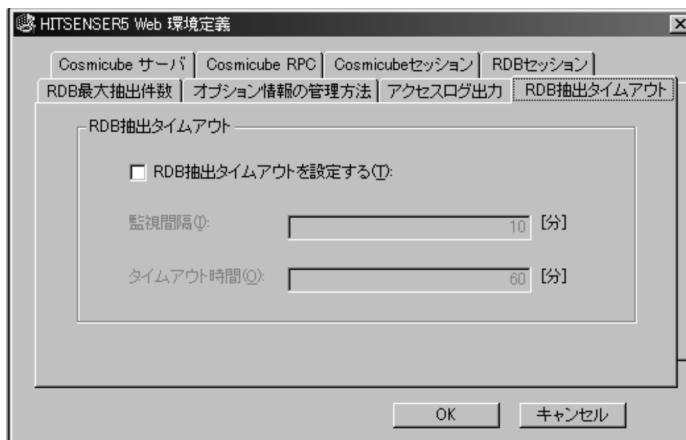 HITSENSER5 Web 環境定義
Cosmicube サーバ Cosmicube RPC Cosmicubeセッション RDBセッション
RDB最大抽出件数 オプション情報の管理方法 アクセスログ出力 RDB抽出タイムアウト
RDB抽出タイムアウト
RDB抽出タイムアウトを設定する(T):
監視間隔(I): 10 [分]
タイムアウト時間(O): 60 [分]
OK キャンセル